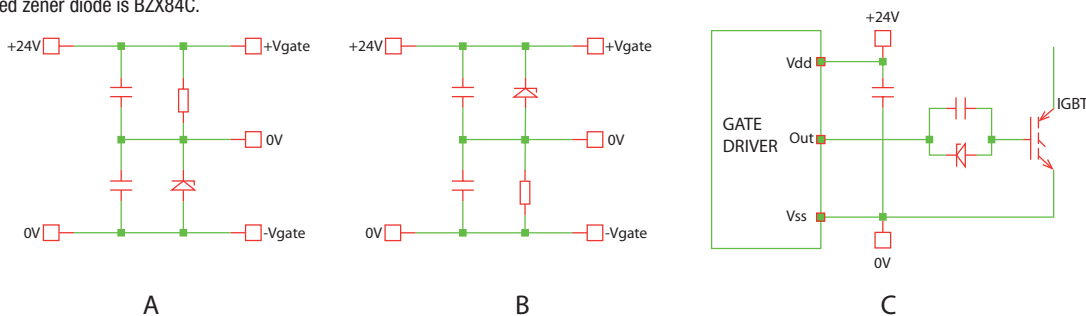 ed zener diode is BZX84C.
+24V
+Vgate
0V
0V
-Vgate
A
+24V
+Vgate
0V
0V
-Vgate
B
+24V
Vdd
GATE
DRIVER
Out
IGBT
Vss
0V
C